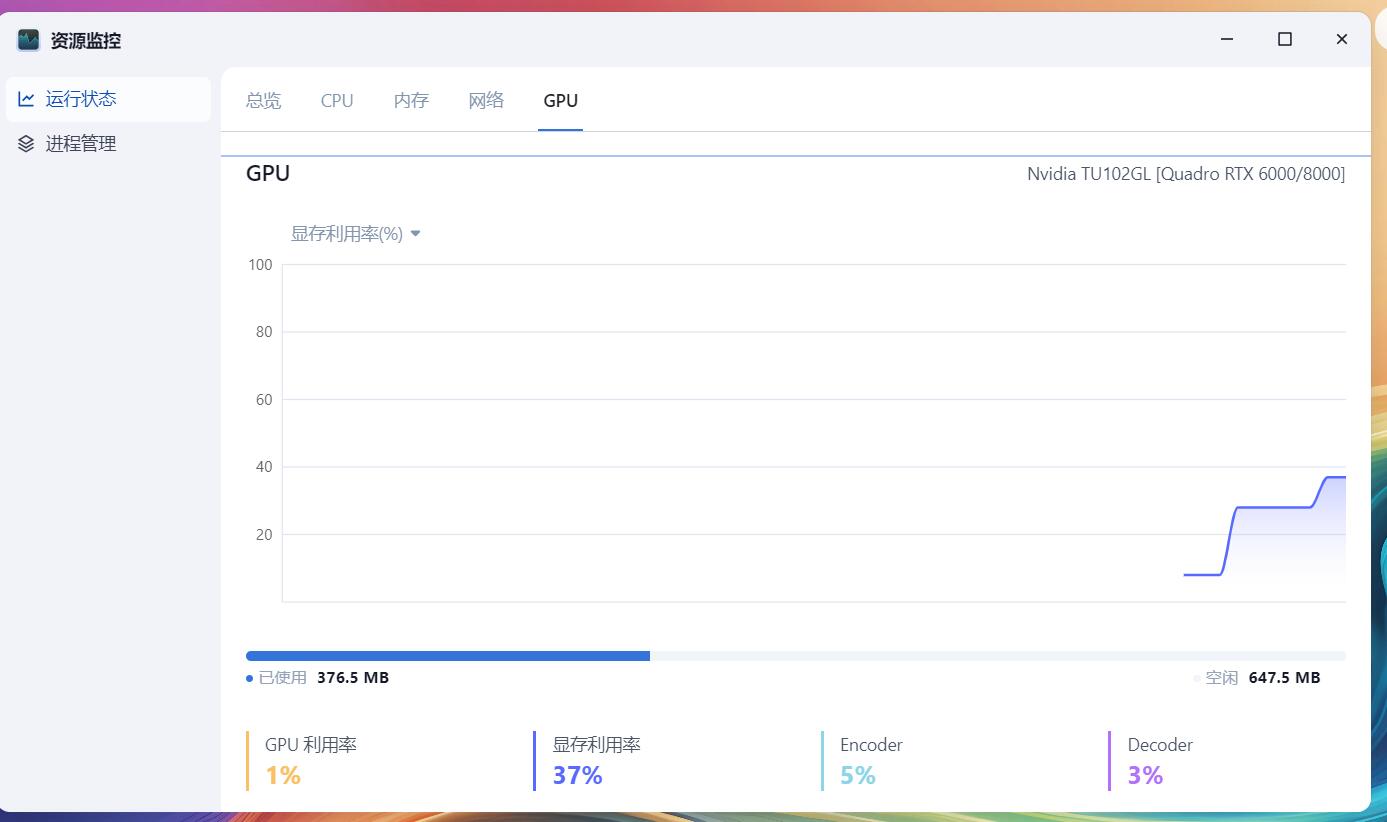 资源监控
运行状态
进程管理
总览 CPU 内存 网络 GPU
GPU
Nvidia TU102GL [Quadro RTX 6000/8000]
显存利用率(%)
100
80
60
40
20
已使用 376.5 MB
空闲 647.5 MB
GPU 利用率
1%
显存利用率
37%
Encoder
5%
Decoder
3%